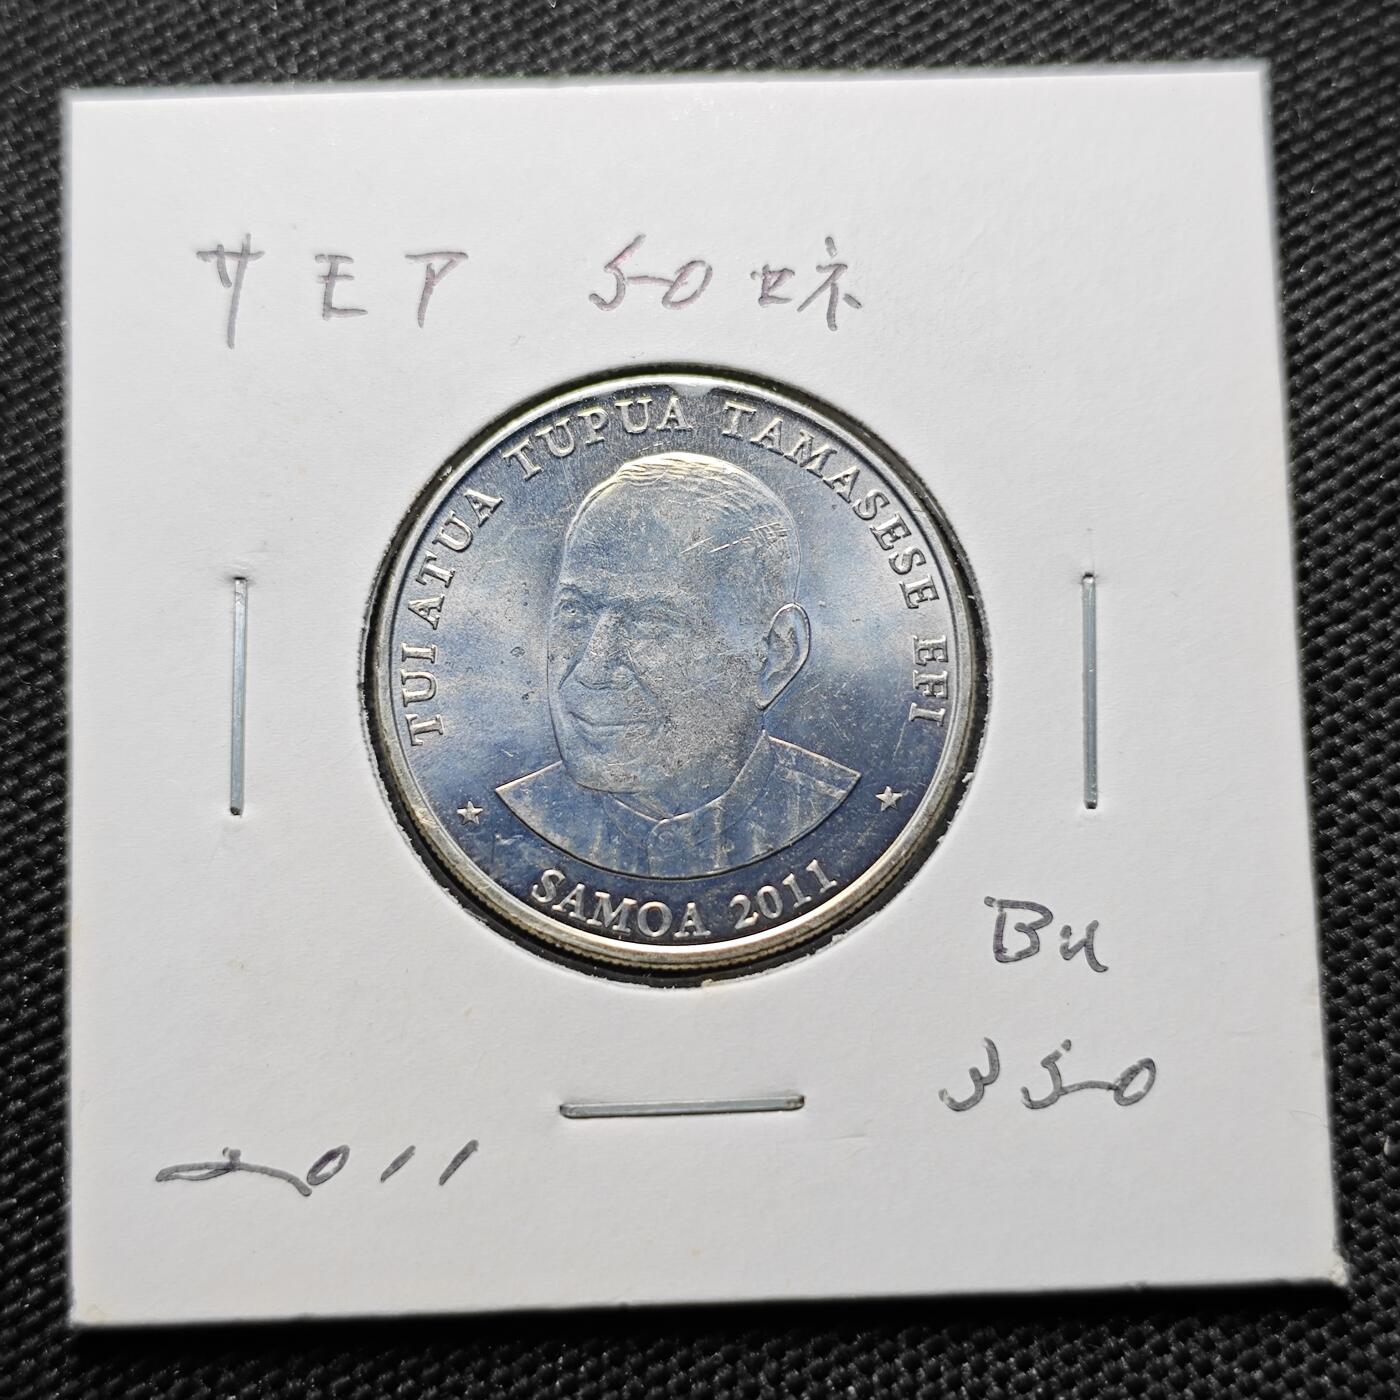 サモア 50セネ
TUI ATUA TUPUA TAMASESE EFI
SAMOA 2011
Bu
350
2011